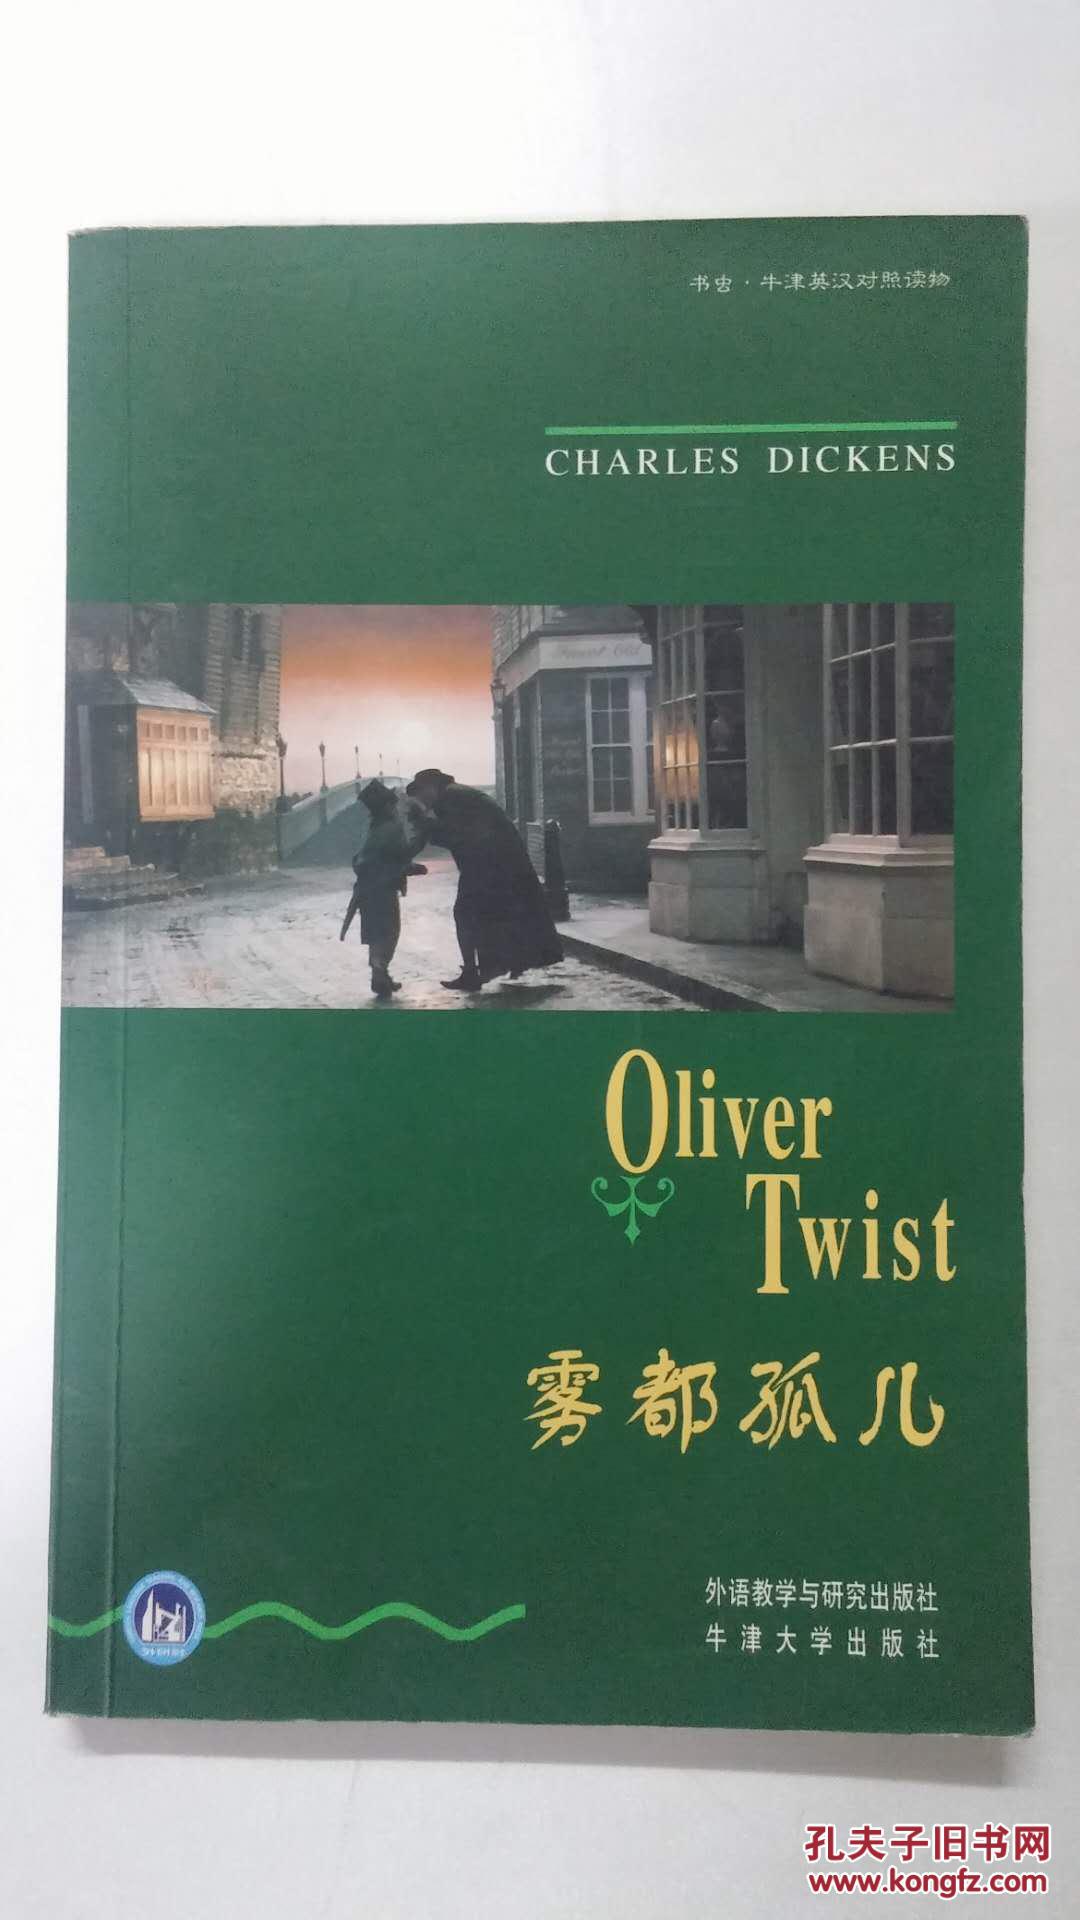 书虫·牛津英汉对照读物
CHARLES DICKENS
Oliver
Twist
雾都孤儿
外语教学与研究出版社
牛津大学出版社
孔夫子旧书网
www.kongfz.com